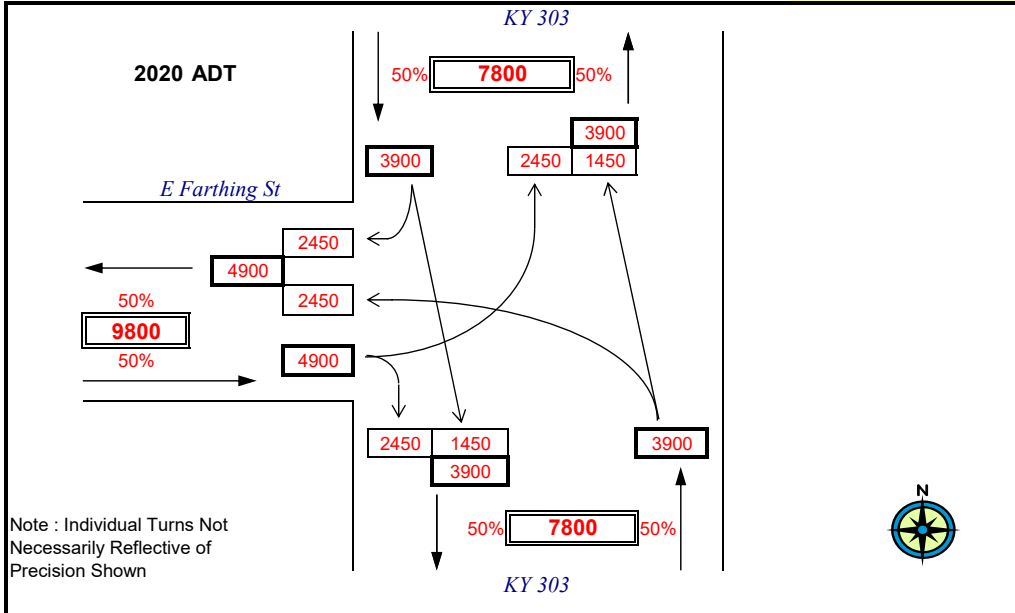 KY 303
2020 ADT
50% 7800 50%
3900
3900 2450 1450
E Farthing St
2450
4900
2450
50%
9800
50%
4900
2450 1450 3900
3900
50% 7800 50%
N
Note : Individual Turns Not
Necessarily Reflective of
Precision Shown
KY 303